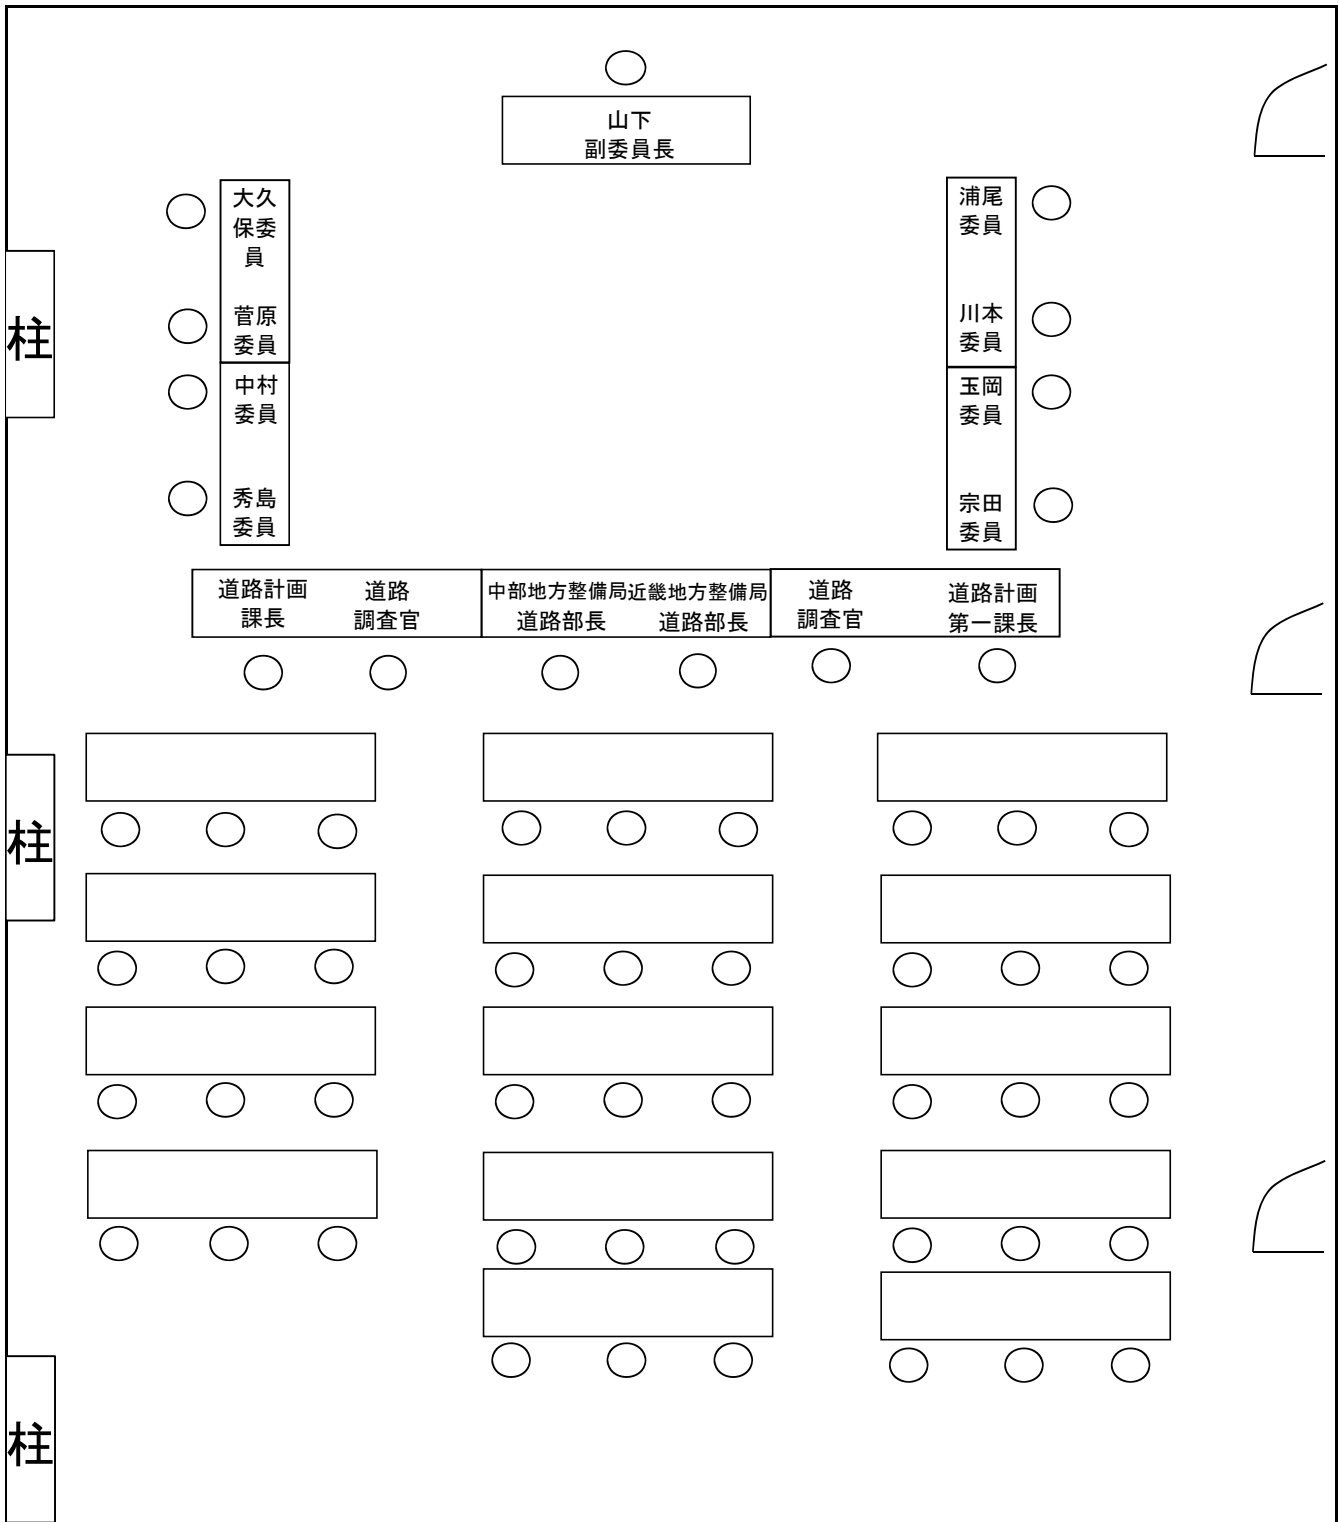 山下
副委員長
大久
保委
員
菅原
委員
中村
委員
秀島
委員
浦尾
委員
川本
委員
玉岡
委員
宗田
委員
道路計画
課長
道路
調査官
中部地方整備局
道路部長
近畿地方整備局
道路部長
道路
調査官
道路計画
第一課長
柱
柱
柱